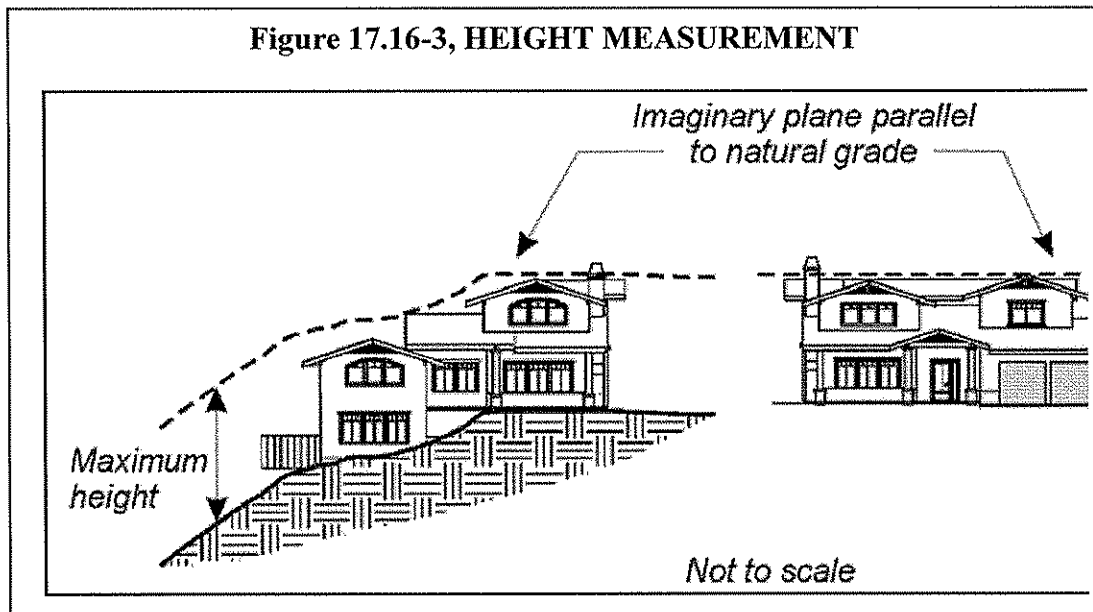 Figure 17.16-3, HEIGHT MEASUREMENT
Imaginary plane parallel
to natural grade
Maximum
height
Not to scale